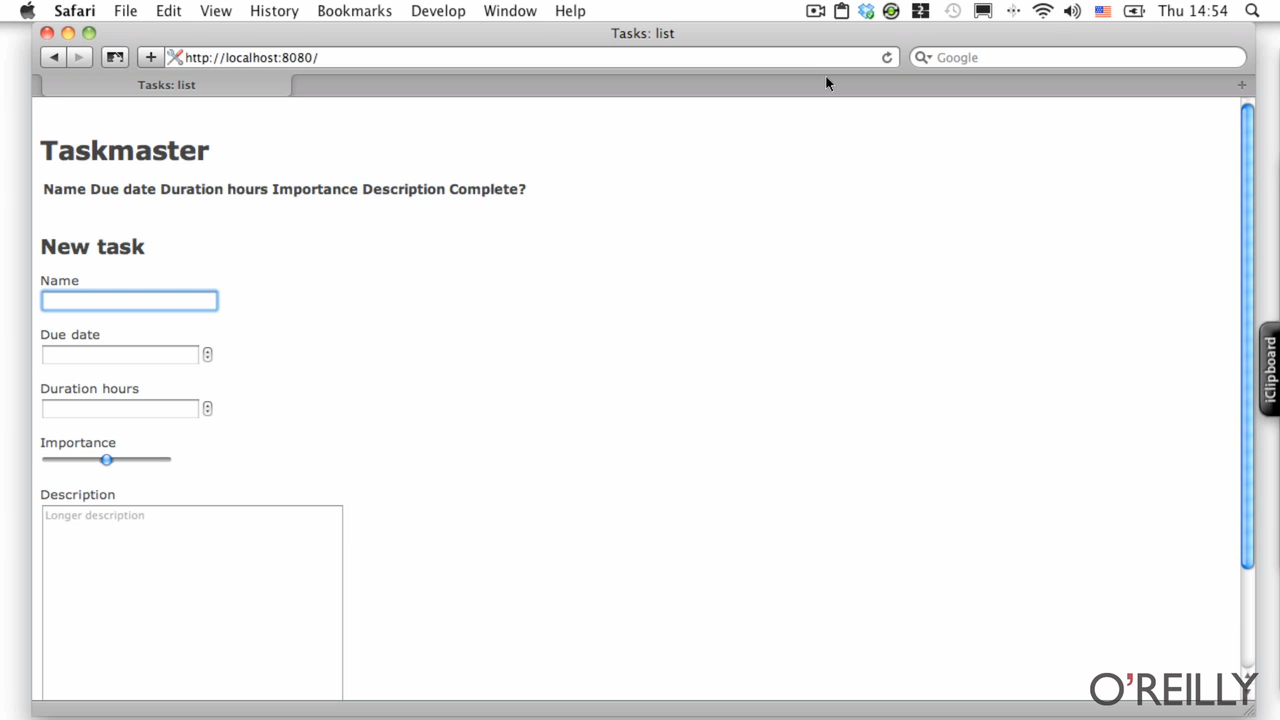 Safari File Edit View History Bookmarks Develop Window Help Thu 14:54
Tasks: list
http://localhost:8080/ Google
Tasks: list
Taskmaster
Name Due date Duration hours Importance Description Complete?
New task
Name
Due date
Duration hours
Importance
Description
Longer description
iClipboard
O'REILLY